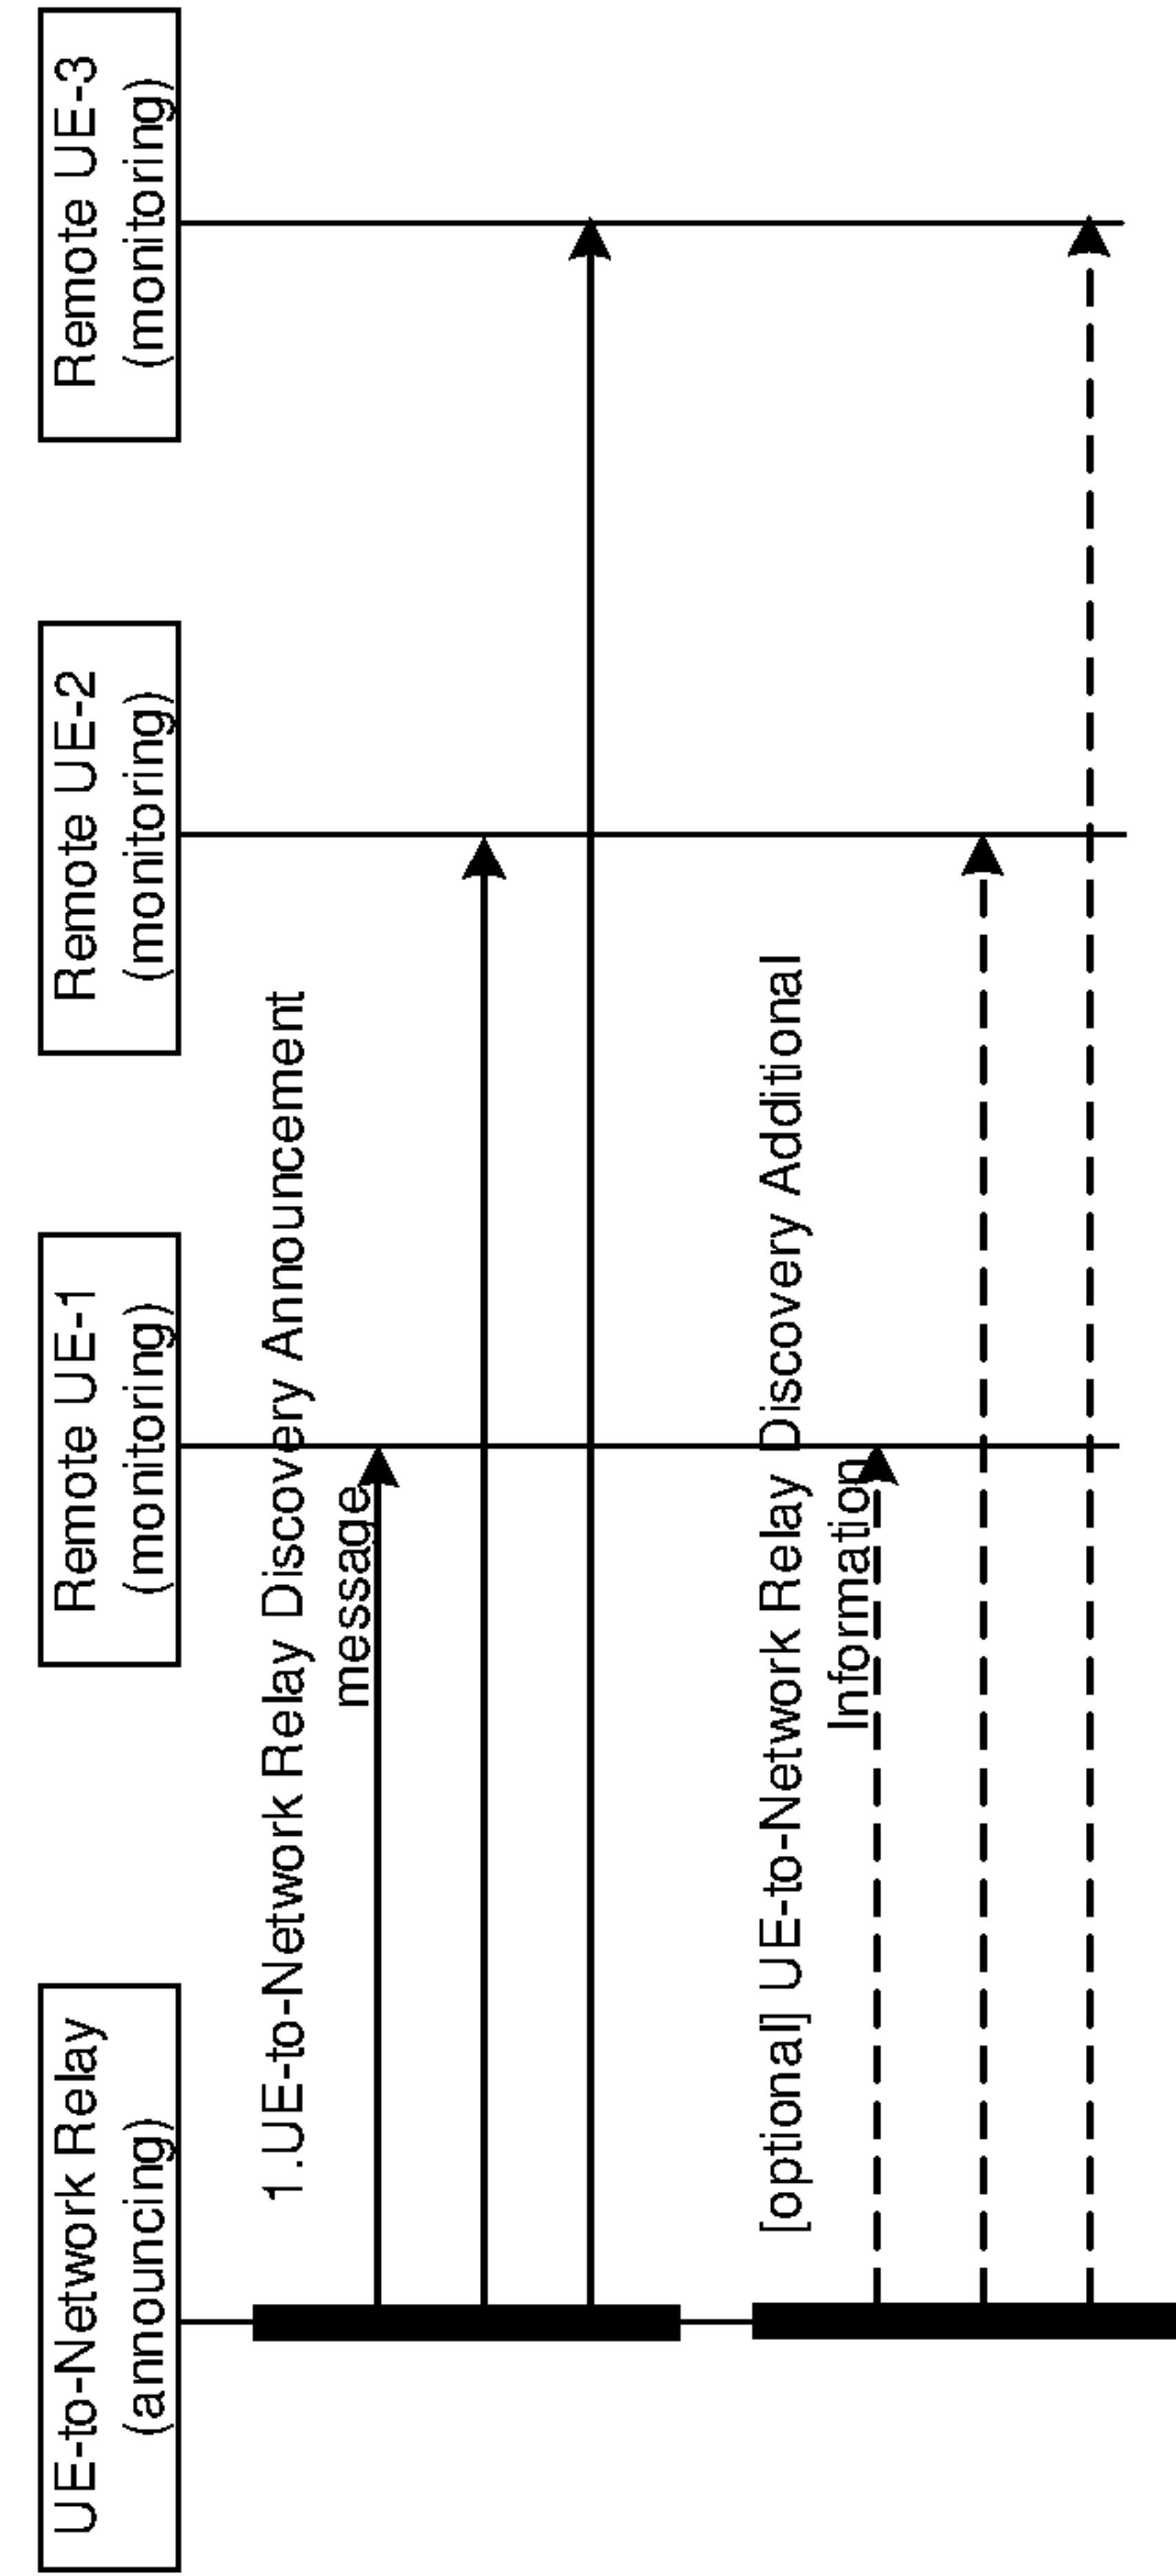 UE-to-Network Relay
(announcing)
Remote UE-1
(monitoring)
Remote UE-2
(monitoring)
Remote UE-3
(monitoring)
1.UE-to-Network Relay Discovery Announcement
message
[optional] UE-to-Network Relay Discovery Additional
Information